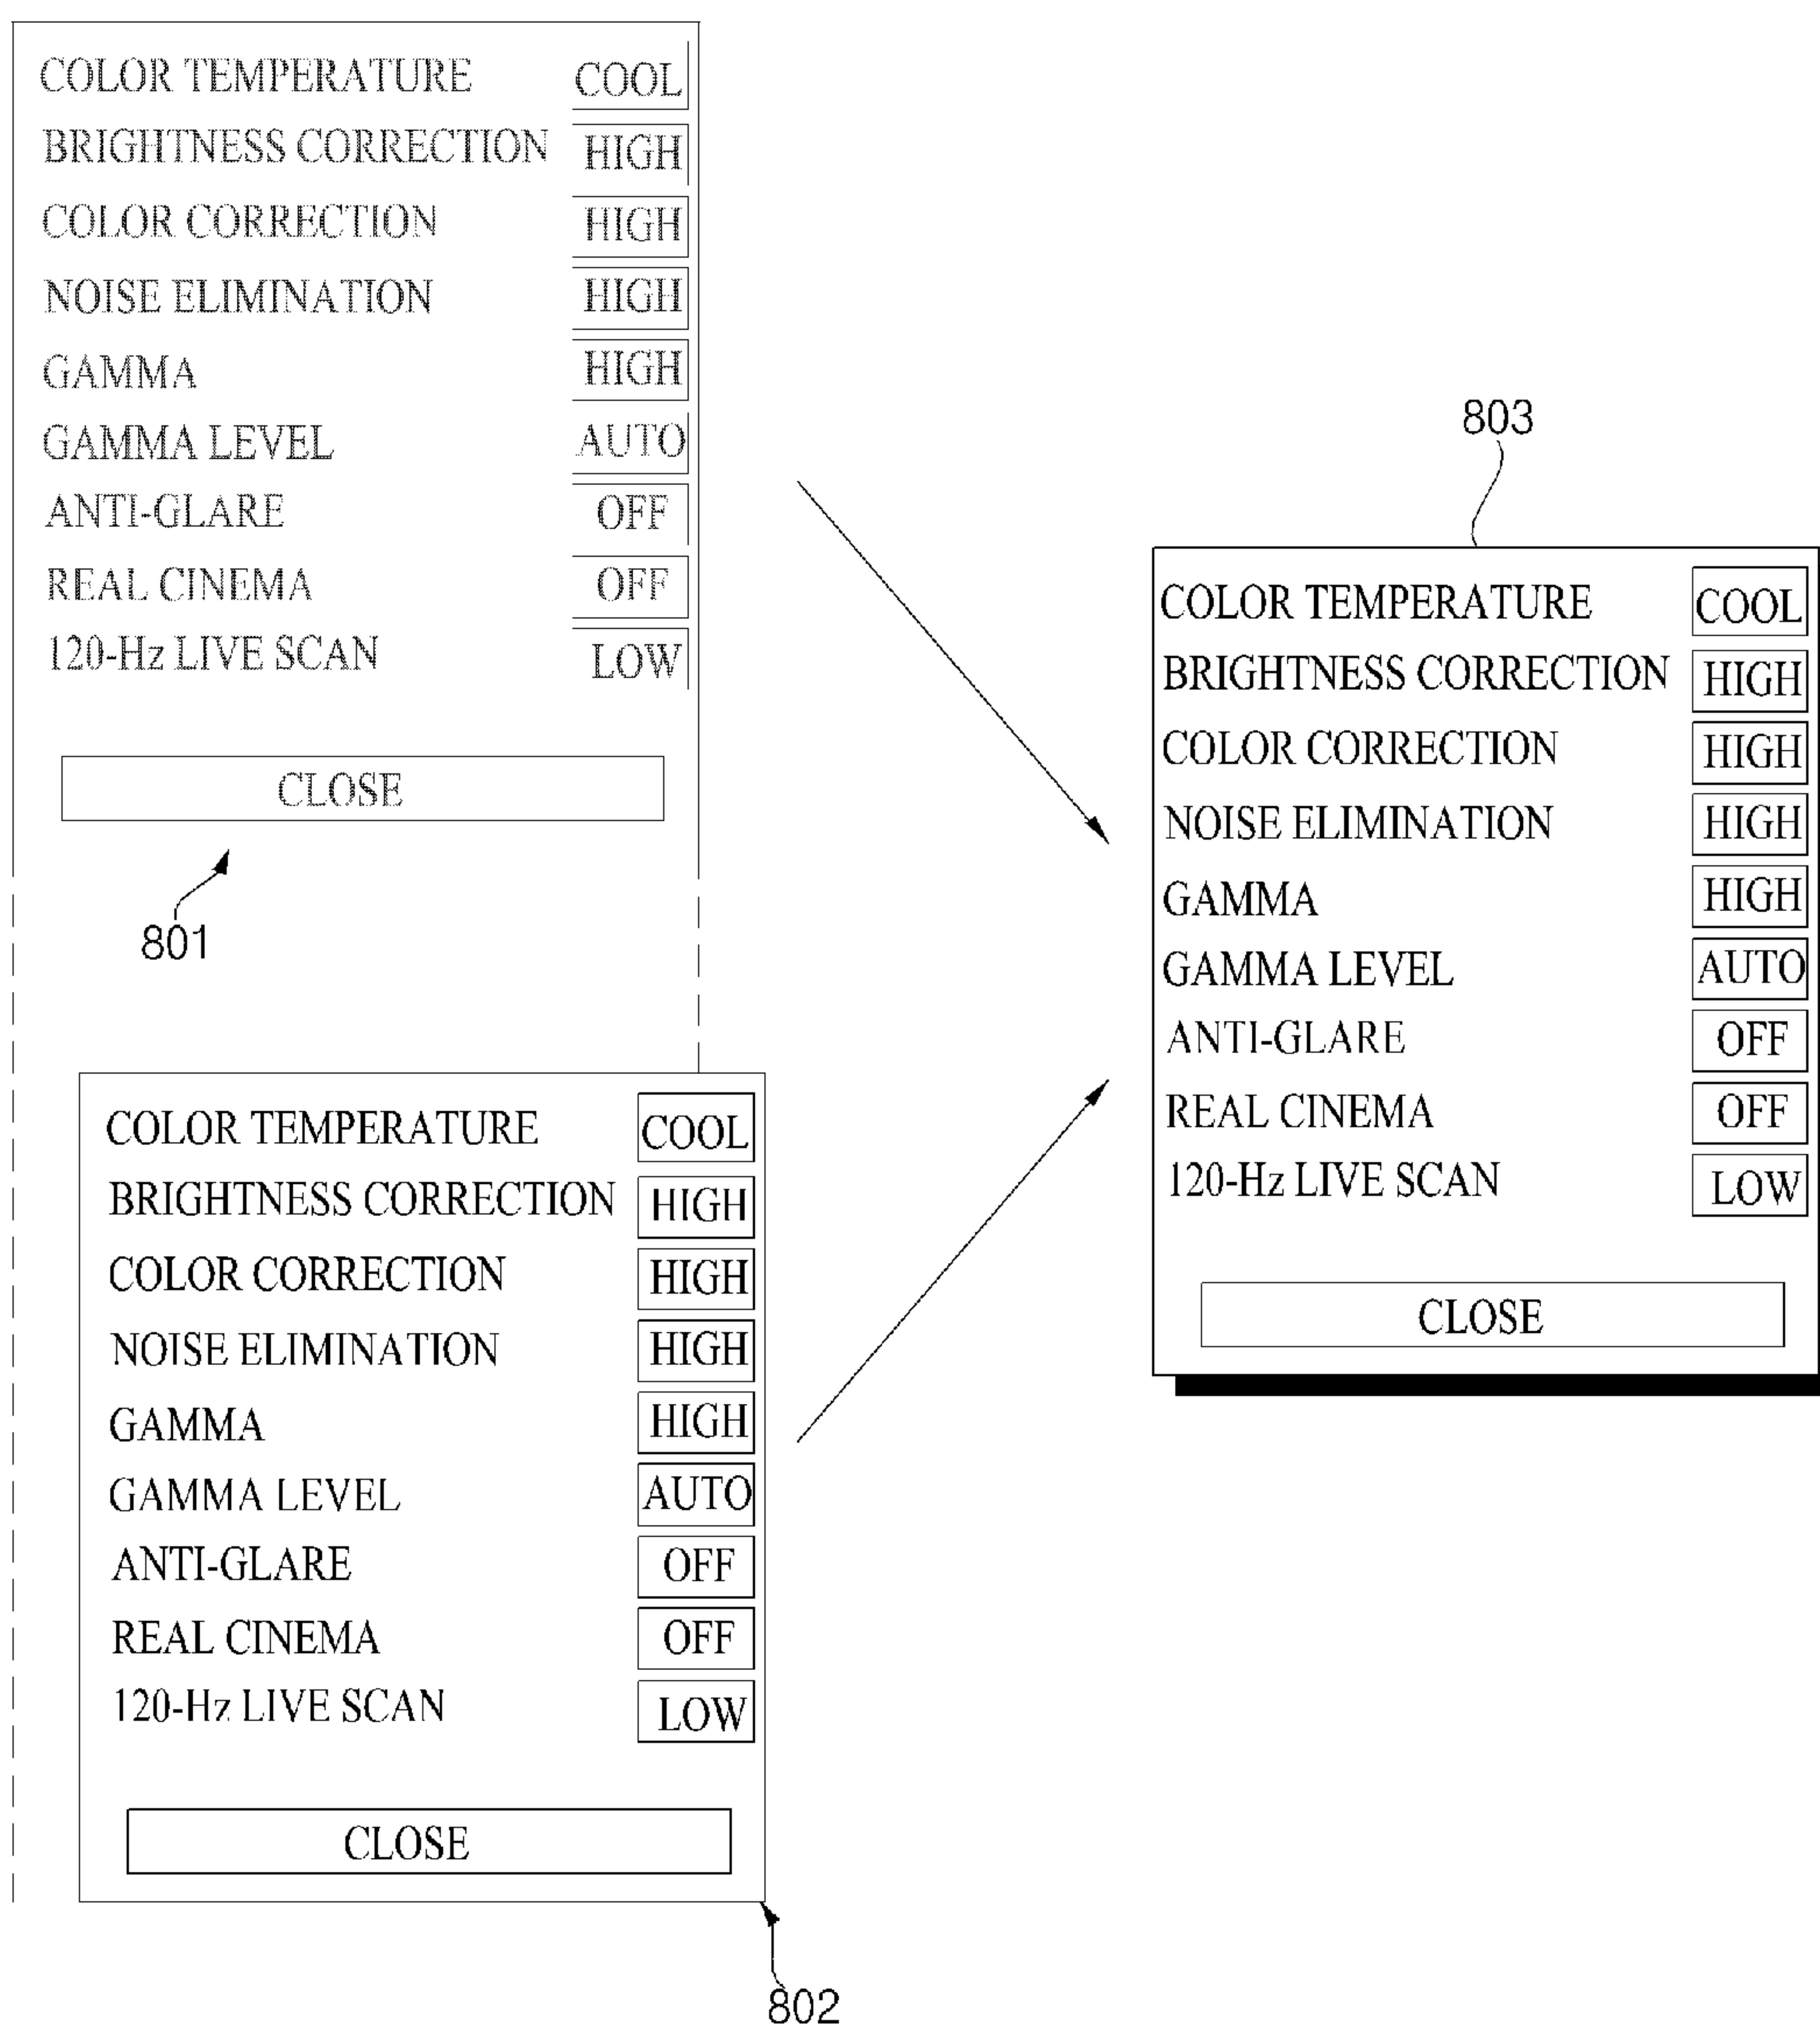 COLOR TEMPERATURE COOL
BRIGHTNESS CORRECTION HIGH
COLOR CORRECTION HIGH
NOISE ELIMINATION HIGH
GAMMA HIGH
GAMMA LEVEL AUTO
ANTI-GLARE OFF
REAL CINEMA OFF
120-Hz LIVE SCAN LOW
CLOSE
801
COLOR TEMPERATURE COOL
BRIGHTNESS CORRECTION HIGH
COLOR CORRECTION HIGH
NOISE ELIMINATION HIGH
GAMMA HIGH
GAMMA LEVEL AUTO
ANTI-GLARE OFF
REAL CINEMA OFF
120-Hz LIVE SCAN LOW
CLOSE
802
803
COLOR TEMPERATURE COOL
BRIGHTNESS CORRECTION HIGH
COLOR CORRECTION HIGH
NOISE ELIMINATION HIGH
GAMMA HIGH
GAMMA LEVEL AUTO
ANTI-GLARE OFF
REAL CINEMA OFF
120-Hz LIVE SCAN LOW
CLOSE